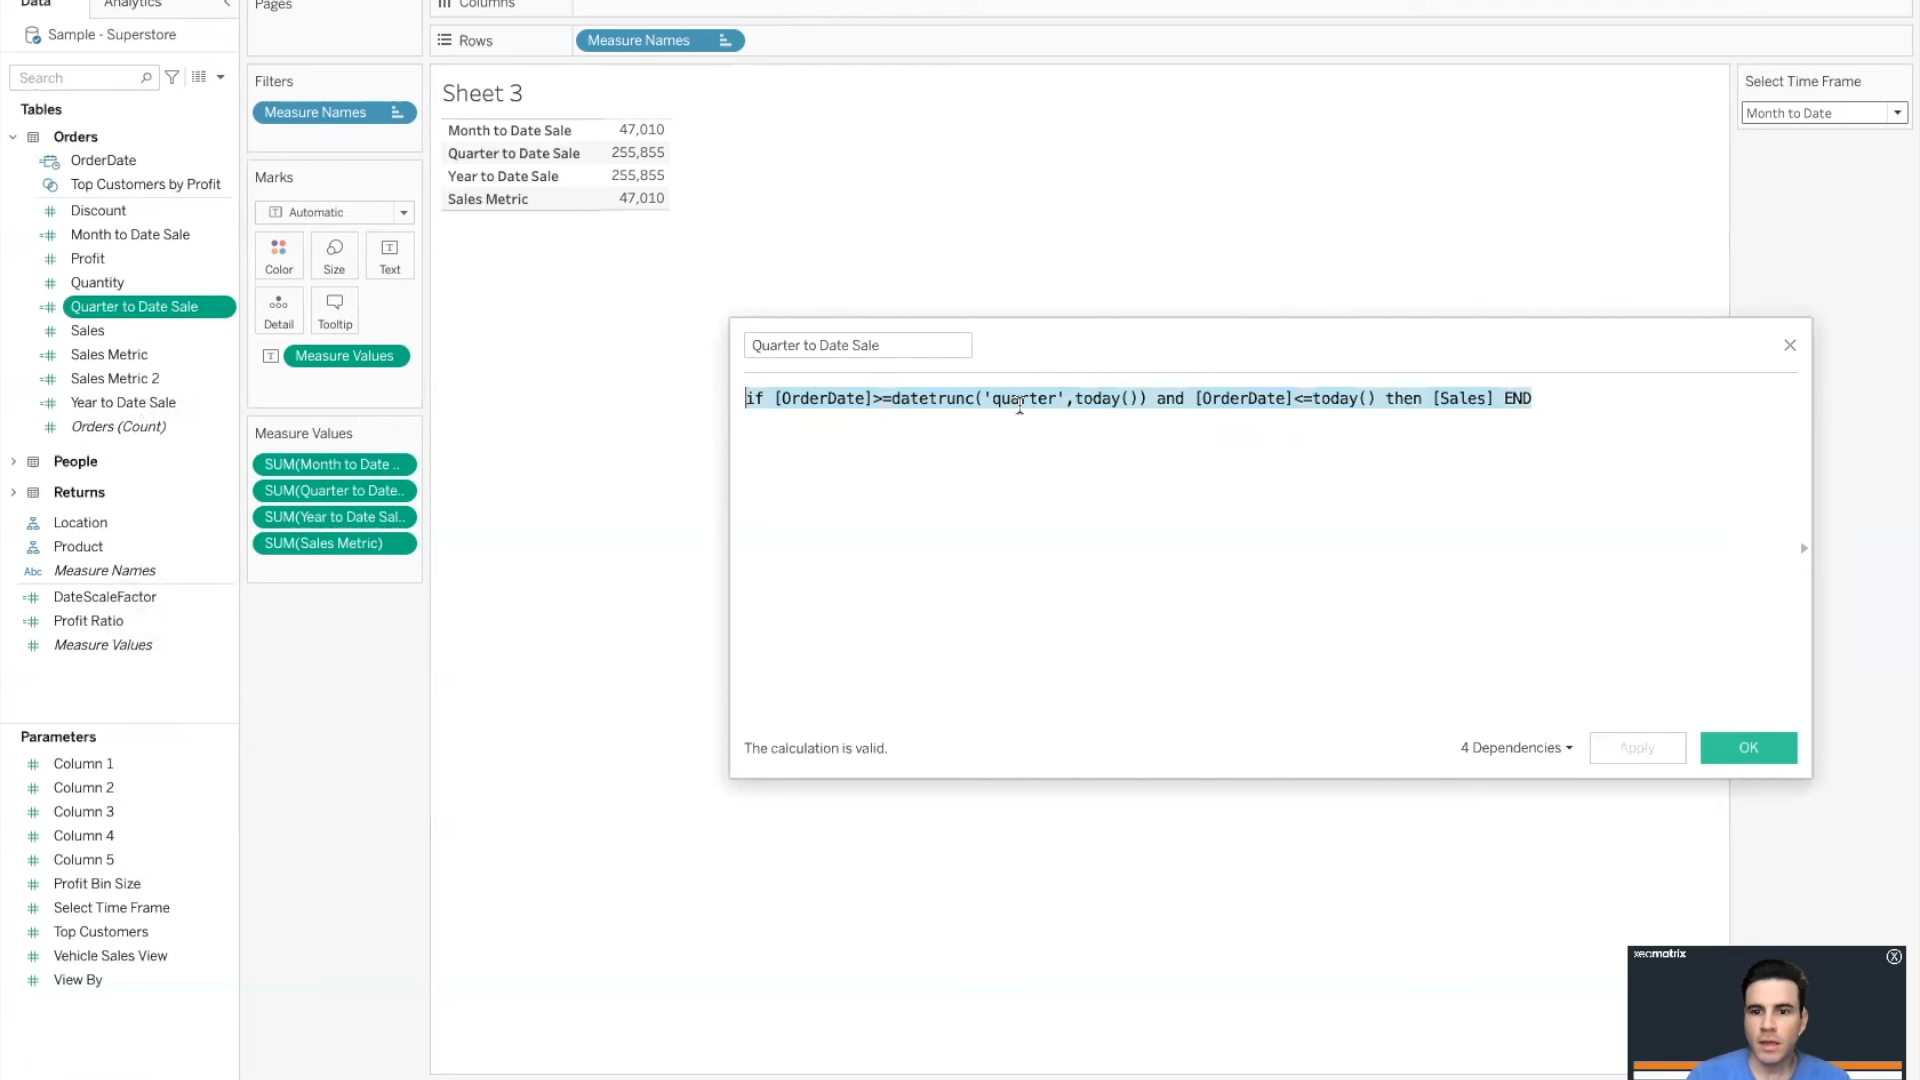 Data
Analytics
Sample - Superstore
Search
Tables
Orders
OrderDate
Top Customers by Profit
Discount
Month to Date Sale
Profit
Quantity
Quarter to Date Sale
Sales
Sales Metric
Sales Metric 2
Year to Date Sale
Orders (Count)
People
Returns
Location
Product
Abc Measure Names
DateScaleFactor
Profit Ratio
Measure Values
Parameters
Column 1
Column 2
Column 3
Column 4
Column 5
Profit Bin Size
Select Time Frame
Top Customers
Vehicle Sales View
View By
Pages
Filters
Measure Names
Marks
Automatic
Color Size Text
Detail Tooltip
Measure Values
Measure Values
SUM(Month to Date ..
SUM(Quarter to Date..
SUM(Year to Date Sal..
SUM(Sales Metric)
Columns
Rows Measure Names
Sheet 3
Month to Date Sale 47,010
Quarter to Date Sale 255,855
Year to Date Sale 255,855
Sales Metric 47,010
Select Time Frame
Month to Date
Quarter to Date Sale
if [OrderDate]>=datetrunc('quarter',today()) and [OrderDate]<=today() then [Sales] END
The calculation is valid.
4 Dependencies
Apply
OK
xeomatrix